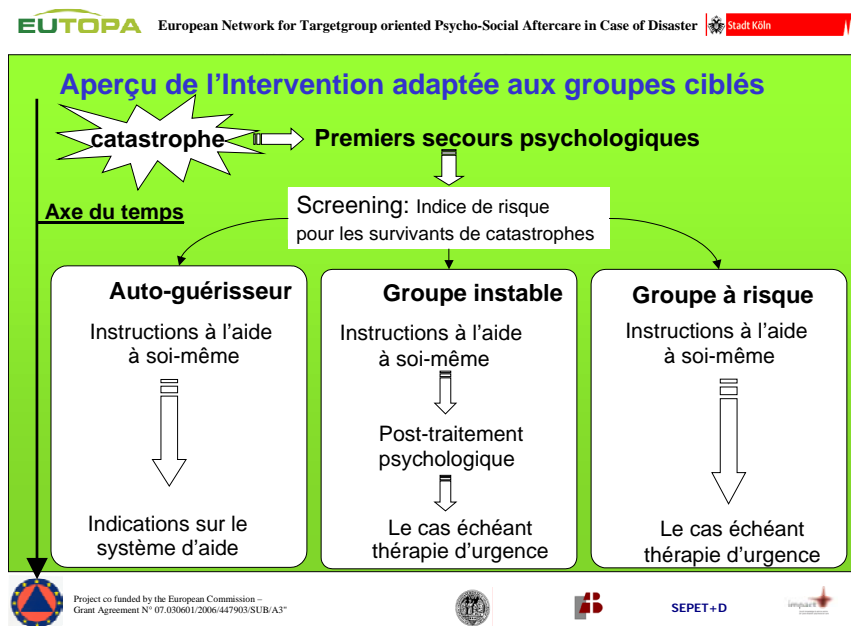 EUTOPA European Network for Targetgroup oriented Psycho-Social Aftercare in Case of Disaster Stadt Köln
Aperçu de l'Intervention adaptée aux groupes ciblés
catastrophe
Premiers secours psychologiques
Axe du temps
Screening: Indice de risque
pour les survivants de catastrophes
Auto-guérisseur
Instructions à l'aide
à soi-même
Indications sur le
système d'aide
Groupe instable
Instructions à l'aide
à soi-même
Post-traitement
psychologique
Le cas échéant
thérapie d'urgence
Groupe à risque
Instructions à l'aide
à soi-même
Le cas échéant
thérapie d'urgence
Project co funded by the European Commission –
Grant Agreement N° 07.030601/2006/447903/SUB/A3"
SEPET+D
impact